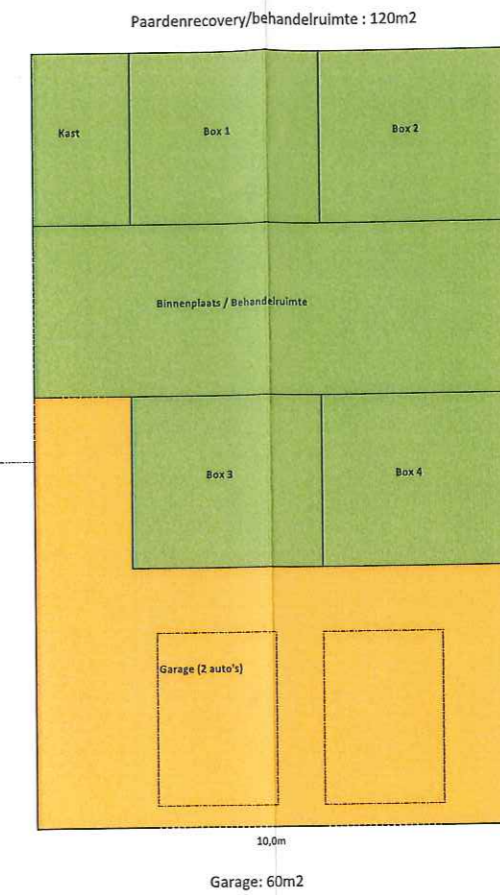 Paardenrecovery/behandelruimte : 120m2
Kast
Box 1
Box 2
Binnenplaats / Behandelruimte
Box 3
Box 4
Garage (2 auto's)
10,0m
Garage: 60m2